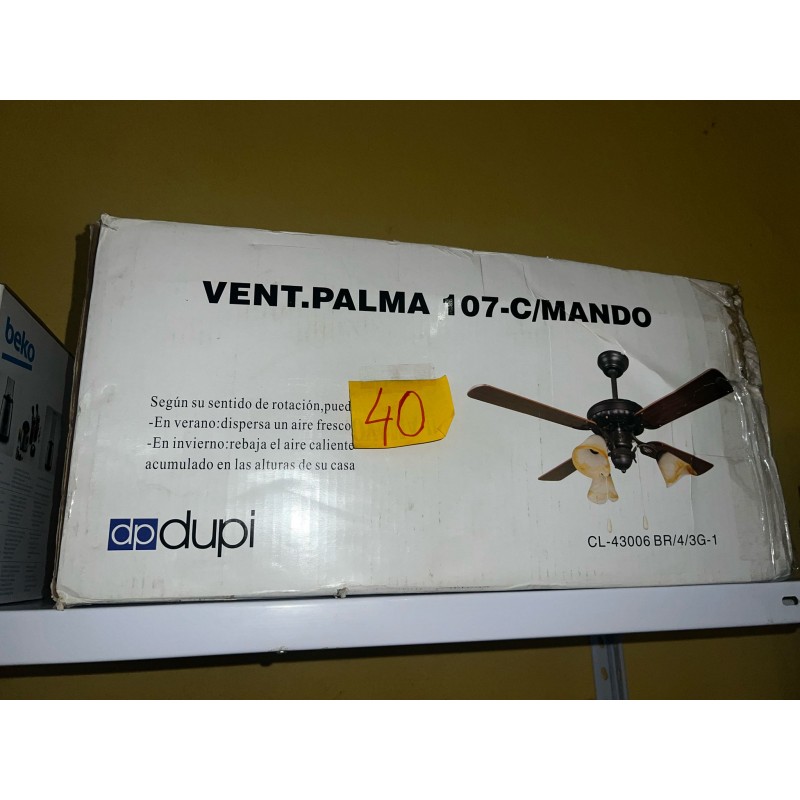 beko
VENT.PALMA 107-C/MANDO
Según su sentido de rotación,pued
-En verano:dispersa un aire fresco
-En invierno:rebaja el aire caliente
acumulado en las alturas de su casa
40
dp dupi
CL-43006 BR/4/3G-1